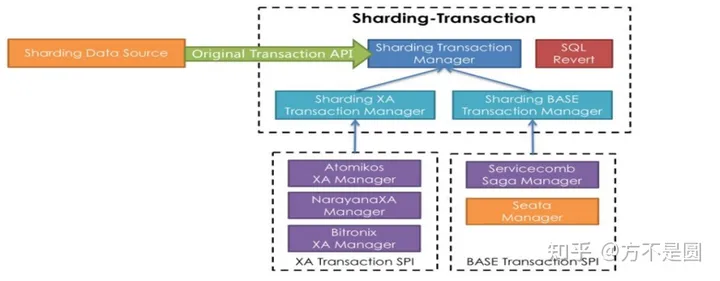 Sharding-Transaction
Sharding Data Source
Original Transaction API
Sharding Transaction
Manager
SQL
Revert
Sharding XA
Transaction Manager
Sharding BASE
Transaction Manager
Atomikos
XA Manager
NarayanaXA
Manager
Bitronix
XA Manager
XA Transaction SPI
Servicecomb
Saga Manager
Seata
Manager
BASE Transaction SPI
知乎 @方不是圆